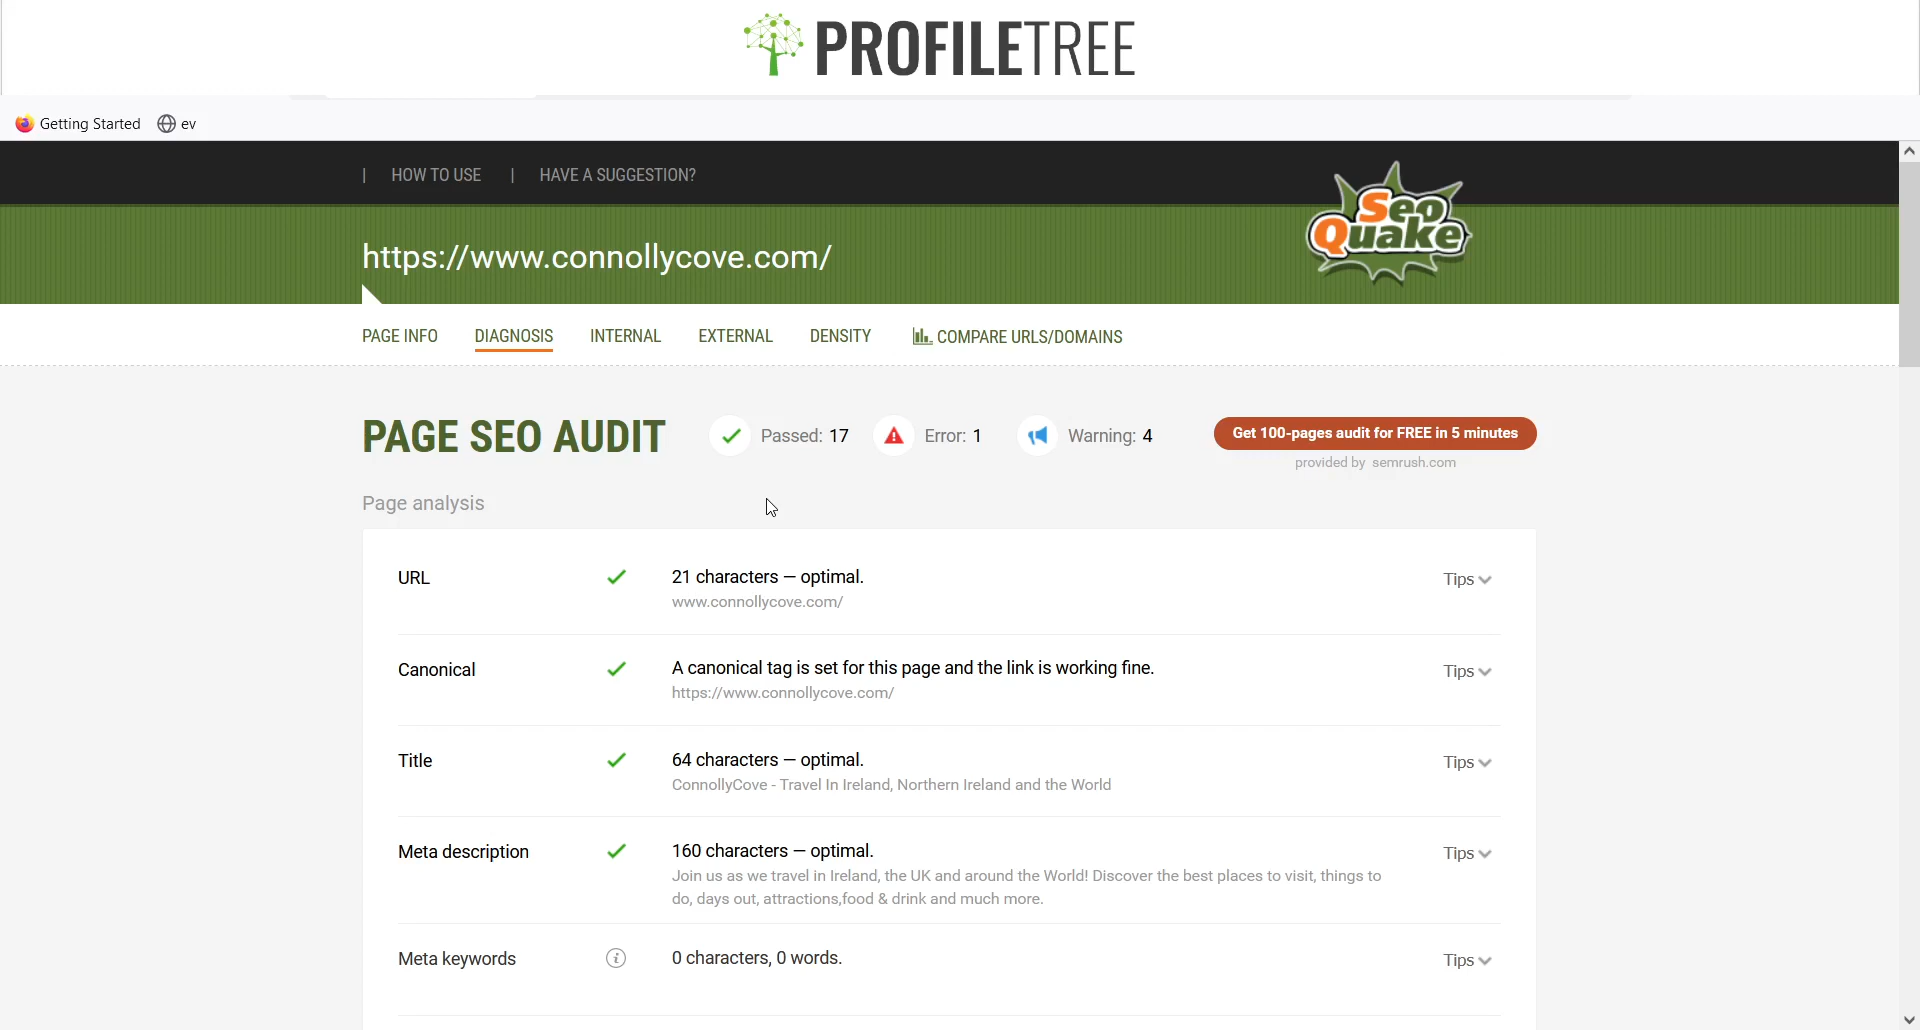 PROFILETREE
Getting Started ev
| HOW TO USE | HAVE A SUGGESTION?
Seo
Quake
https://www.connollycove.com/
PAGE INFO DIAGNOSIS INTERNAL EXTERNAL DENSITY COMPARE URLS/DOMAINS
PAGE SEO AUDIT Passed: 17 Error: 1 Warning: 4 Get 100-pages audit for FREE in 5 minutes
provided by semrush.com
Page analysis
URL 21 characters — optimal. Tips
www.connollycove.com/
Canonical A canonical tag is set for this page and the link is working fine. Tips
https://www.connollycove.com/
Title 64 characters — optimal. Tips
ConnollyCove - Travel In Ireland, Northern Ireland and the World
Meta description 160 characters — optimal. Tips
Join us as we travel in Ireland, the UK and around the World! Discover the best places to visit, things to
do, days out, attractions,food & drink and much more.
Meta keywords 0 characters, 0 words. Tips